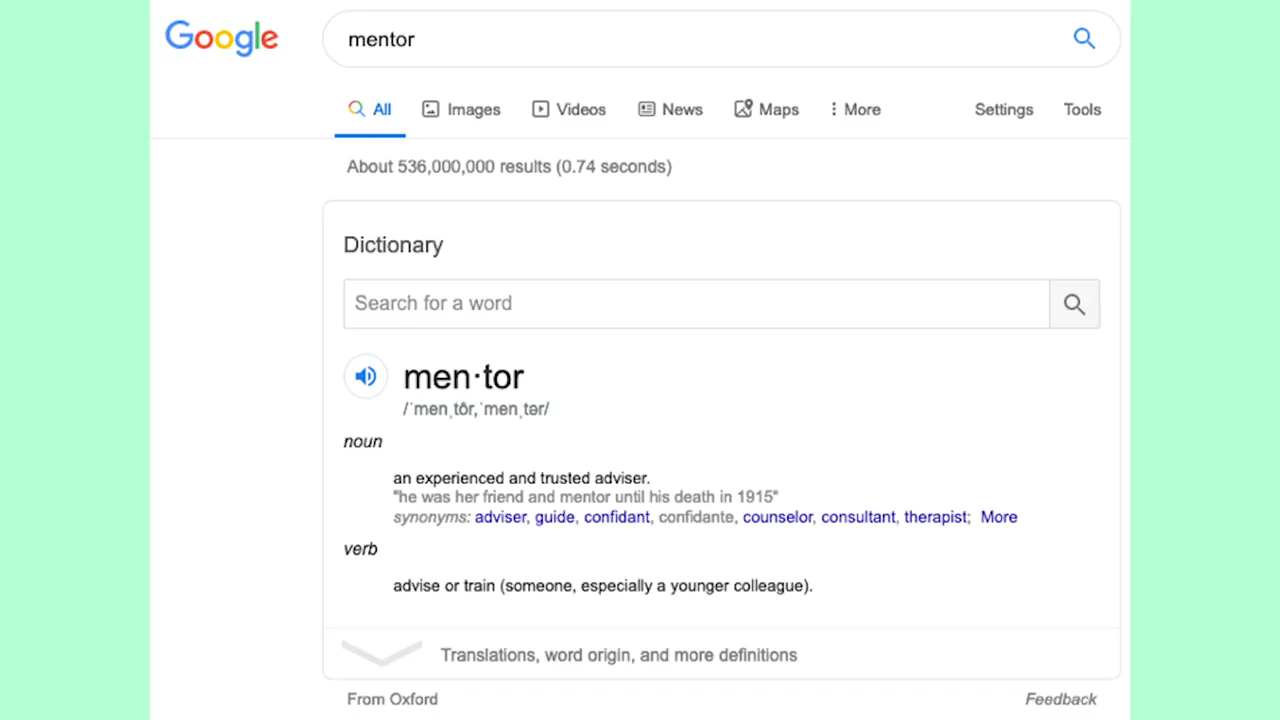 Google
mentor
All Images Videos News Maps More Settings Tools
About 536,000,000 results (0.74 seconds)
Dictionary
Search for a word
men·tor
/ˈmenˌtôr,ˈmenˌtər/
noun
an experienced and trusted adviser.
"he was her friend and mentor until his death in 1915"
synonyms: adviser, guide, confidant, confidante, counselor, consultant, therapist; More
verb
advise or train (someone, especially a younger colleague).
Translations, word origin, and more definitions
From Oxford Feedback